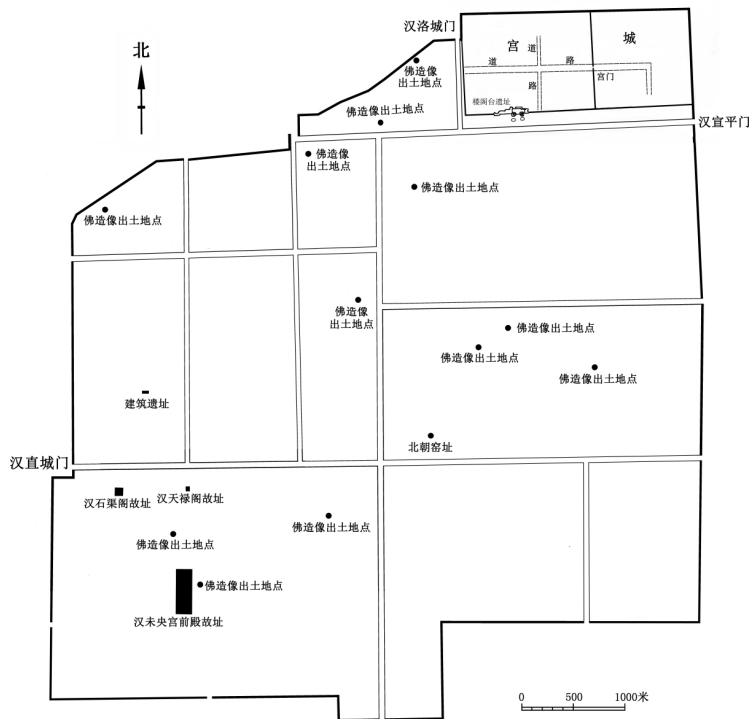 汉洛城门
北
宫
城
道
道
路
路
宫门
楼阁台遗址
汉宣平门
佛造像
出土地点
佛造像出土地点
佛造像
出土地点
佛造像出土地点
佛造像出土地点
佛造像
出土地点
佛造像出土地点
佛造像出土地点
佛造像出土地点
建筑遗址
北朝窑址
汉直城门
汉石渠阁故址
汉天禄阁故址
佛造像出土地点
佛造像出土地点
佛造像出土地点
汉未央宫前殿故址
0 500 1000米